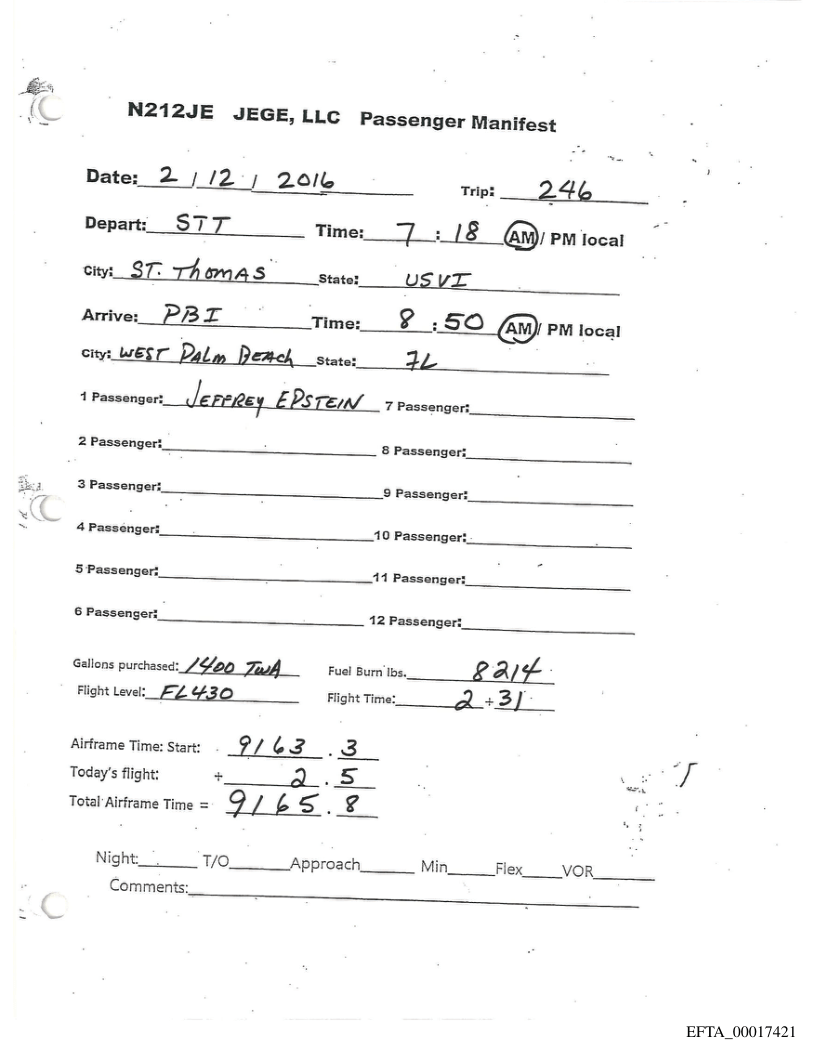 N212JE JEGE, LLC Passenger Manifest
Date: 2 / 12 / 2016 Trip: 246
Depart: STT Time: 7 : 18 AM / PM local
City: ST. ThomAS State: USVI
Arrive: PBI Time: 8 : 50 AM / PM local
City: WEST PALM BEACh State: FL
1 Passenger: JEFFREY EPSTEIN 7 Passenger:
2 Passenger: 8 Passenger:
3 Passenger: 9 Passenger:
4 Passenger: 10 Passenger:
5 Passenger: 11 Passenger:
6 Passenger: 12 Passenger:
Gallons purchased: 1400 TWA Fuel Burn lbs. 8214
Flight Level: FL430 Flight Time: 2 + 31
Airframe Time: Start: 9163 . 3
Today's flight: + 2 . 5
Total Airframe Time = 9165 . 8
Night: T/O Approach Min Flex VOR
Comments:
EFTA_00017421